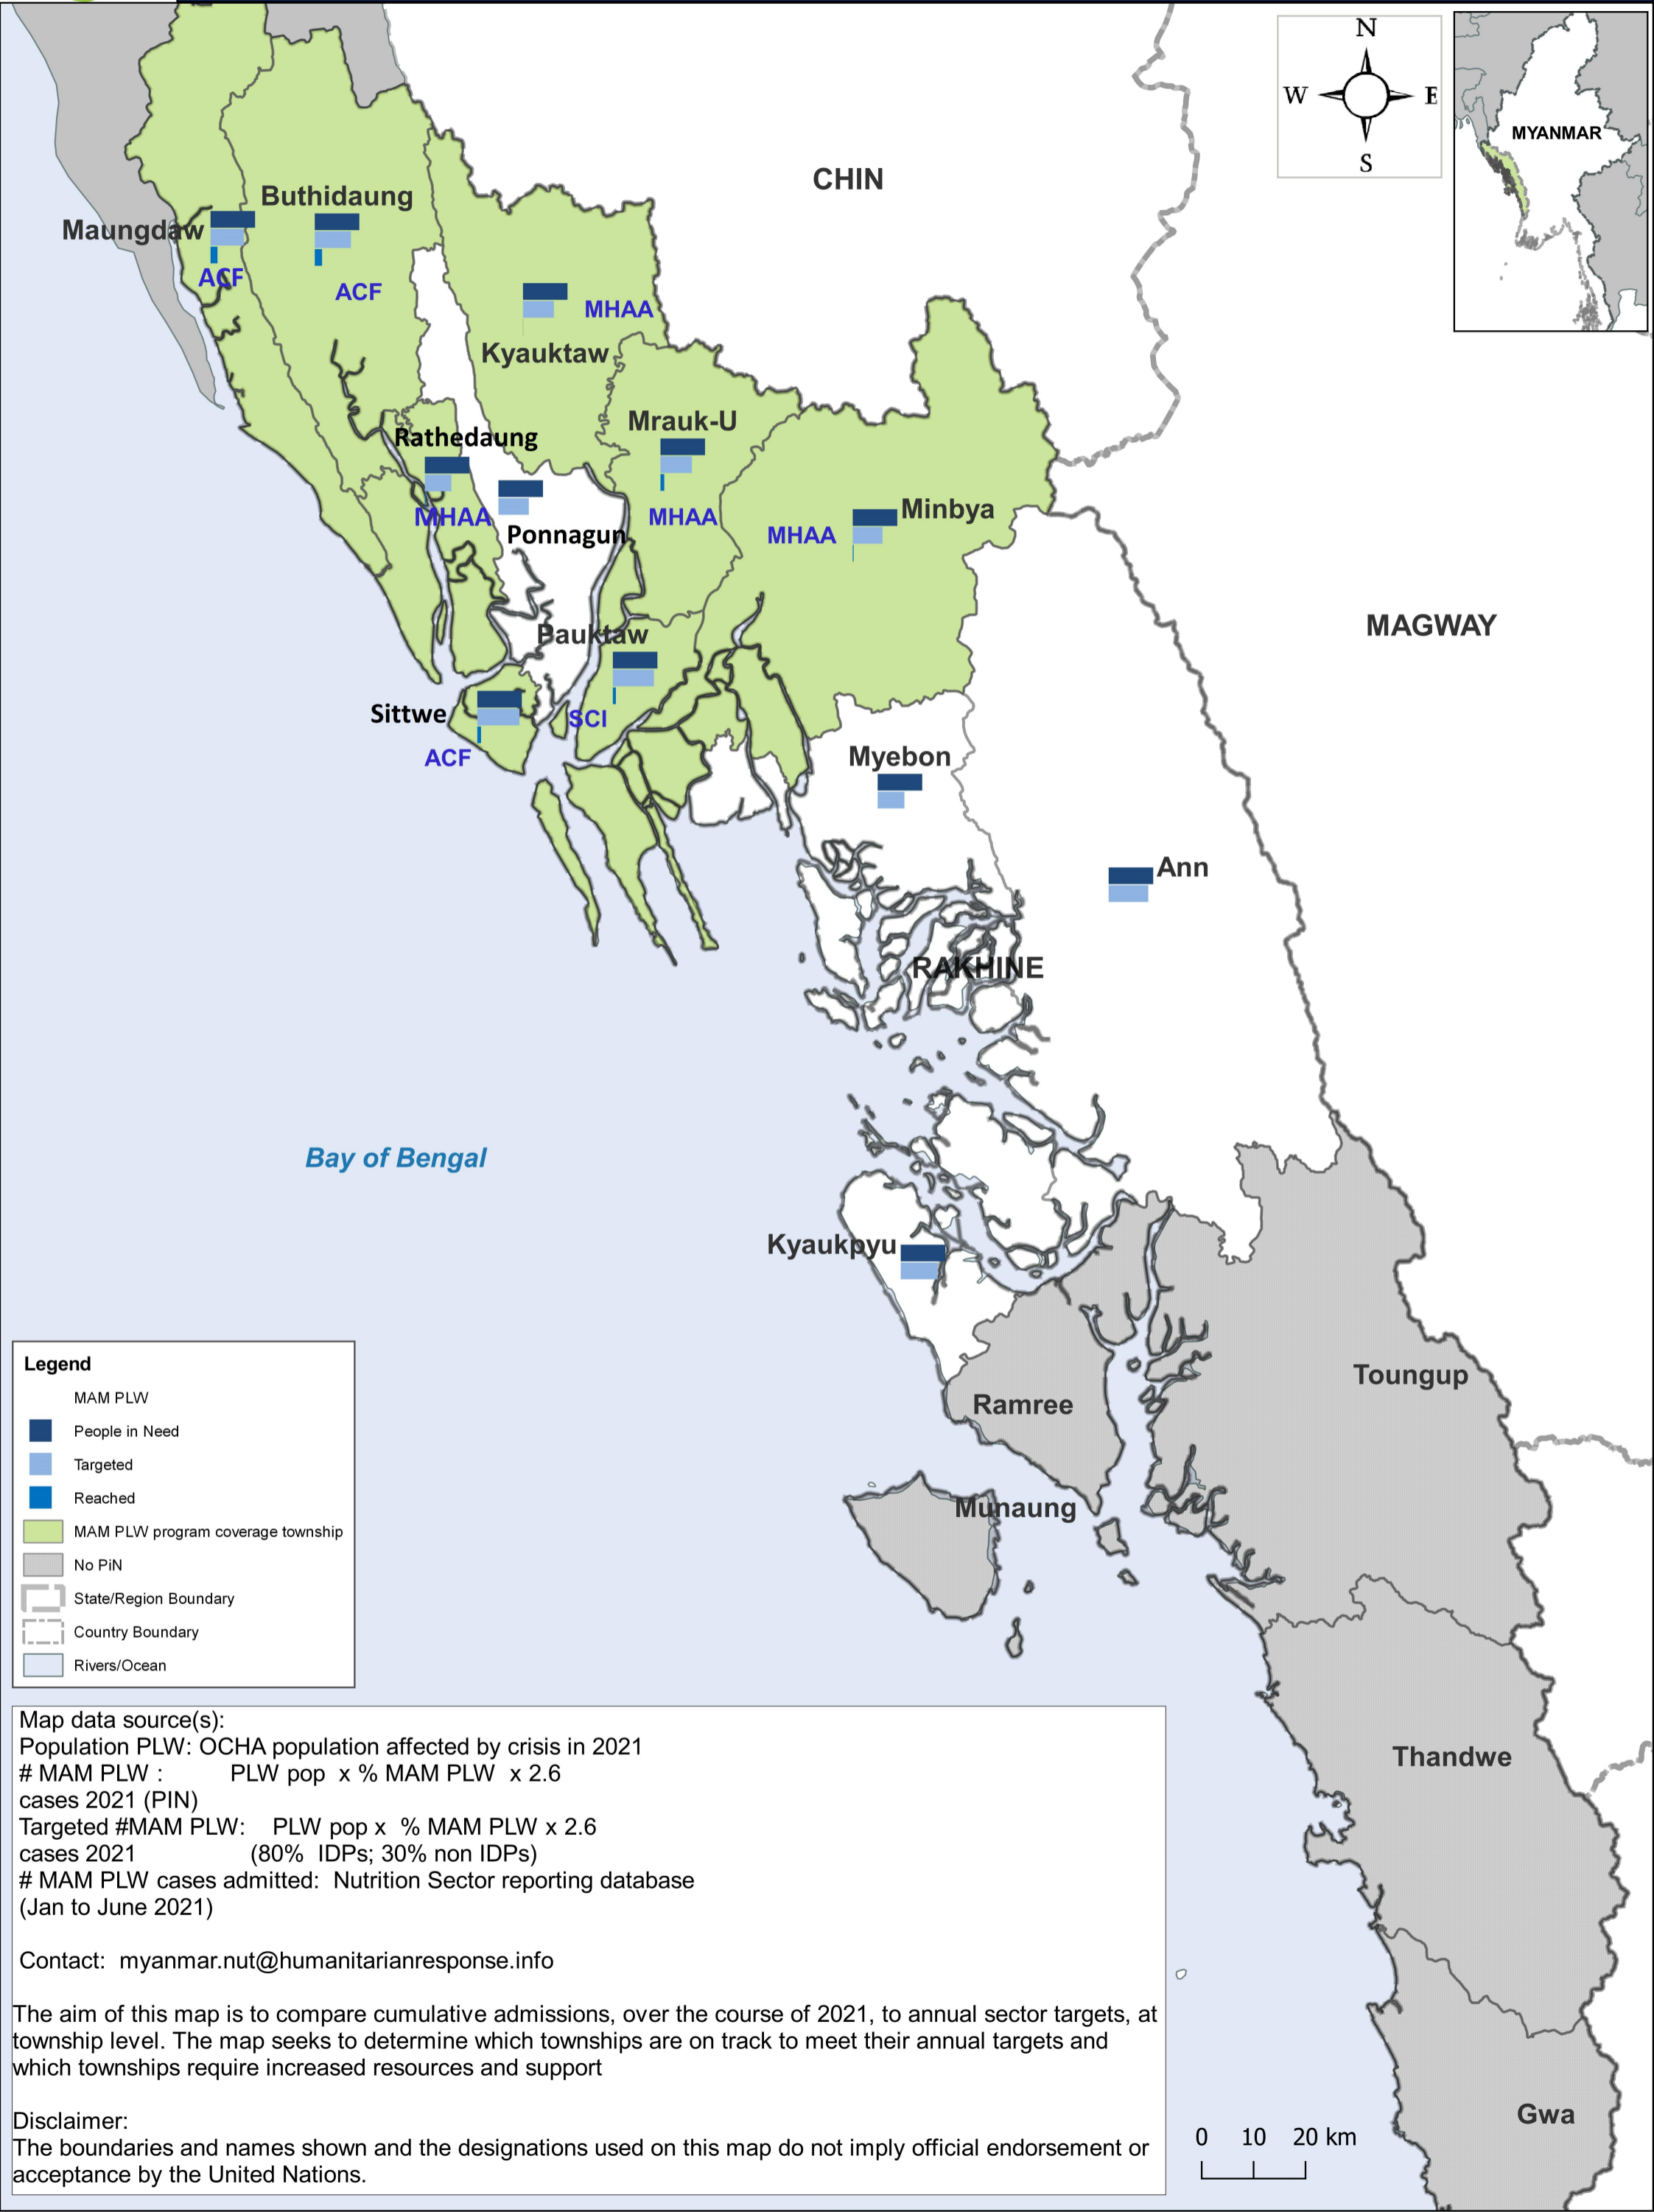 N
W E
S
MYANMAR
CHIN
Buthidaung
Maungdaw
ACF
ACF
MHAA
Kyauktaw
Mrauk-U
Rathedaung
MHAA
MHAA
Ponnagun
MHAA
Minbya
MAGWAY
Pauktaw
SCI
Sittwe
ACF
Myebon
Ann
RAKHINE
Bay of Bengal
Kyaukpyu
Ramree
Toungup
Munaung
Thandwe
Gwa
Legend
MAM PLW
People in Need
Targeted
Reached
MAM PLW program coverage township
No PiN
State/Region Boundary
Country Boundary
Rivers/Ocean
Map data source(s):
Population PLW: OCHA population affected by crisis in 2021
# MAM PLW : PLW pop x % MAM PLW x 2.6
cases 2021 (PIN)
Targeted #MAM PLW: PLW pop x % MAM PLW x 2.6
cases 2021 (80% IDPs; 30% non IDPs)
# MAM PLW cases admitted: Nutrition Sector reporting database
(Jan to June 2021)
Contact: myanmar.nut@humanitarianresponse.info
The aim of this map is to compare cumulative admissions, over the course of 2021, to annual sector targets, at
township level. The map seeks to determine which townships are on track to meet their annual targets and
which townships require increased resources and support
Disclaimer:
The boundaries and names shown and the designations used on this map do not imply official endorsement or
acceptance by the United Nations.
0 10 20 km